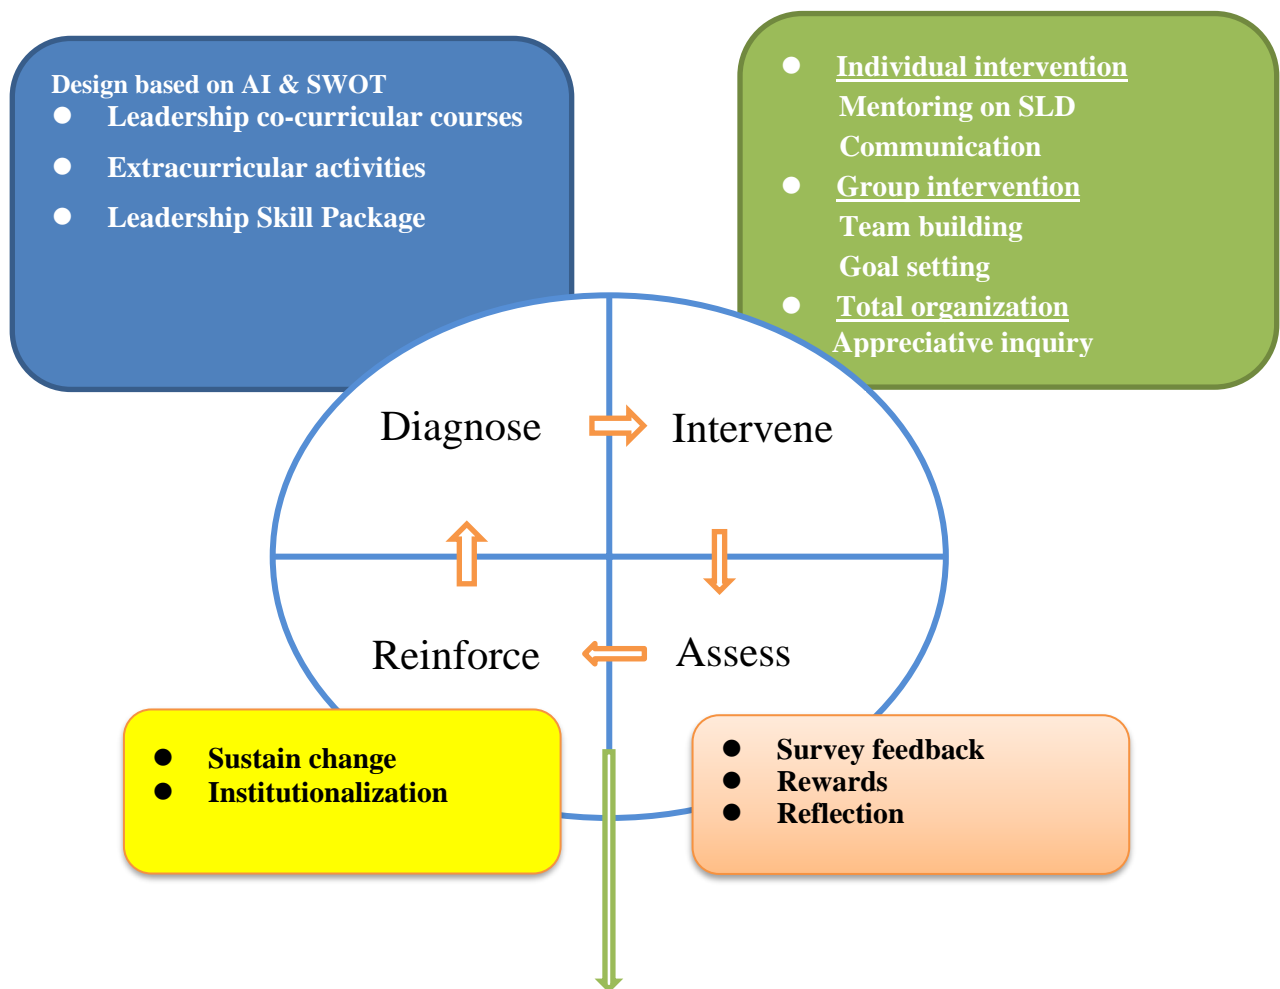 Design based on AI & SWOT
● Leadership co-curricular courses
● Extracurricular activities
● Leadership Skill Package
● Individual intervention
Mentoring on SLD
Communication
● Group intervention
Team building
Goal setting
● Total organization
Appreciative inquiry
Diagnose
Intervene
Reinforce
Assess
● Sustain change
● Institutionalization
● Survey feedback
● Rewards
● Reflection